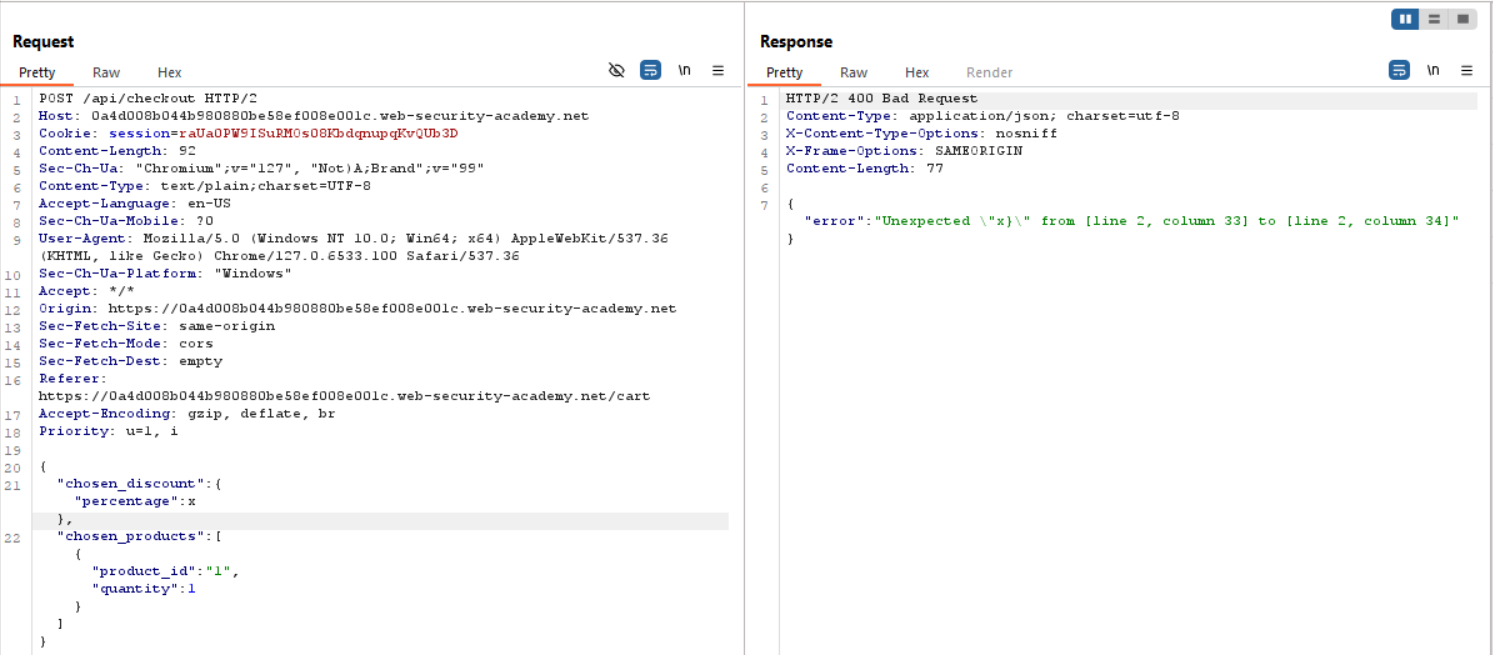 Request
Pretty Raw Hex \n
1 POST /api/checkout HTTP/2
2 Host: 0a4d008b044b980880be58ef008e001c.web-security-academy.net
3 Cookie: session=raUa0PW9ISuRM0s08KbdqnupqKvQUb3D
4 Content-Length: 92
5 Sec-Ch-Ua: "Chromium";v="127", "Not)A;Brand";v="99"
6 Content-Type: text/plain;charset=UTF-8
7 Accept-Language: en-US
8 Sec-Ch-Ua-Mobile: ?0
9 User-Agent: Mozilla/5.0 (Windows NT 10.0; Win64; x64) AppleWebKit/537.36
(KHTML, like Gecko) Chrome/127.0.6533.100 Safari/537.36
10 Sec-Ch-Ua-Platform: "Windows"
11 Accept: */*
12 Origin: https://0a4d008b044b980880be58ef008e001c.web-security-academy.net
13 Sec-Fetch-Site: same-origin
14 Sec-Fetch-Mode: cors
15 Sec-Fetch-Dest: empty
16 Referer:
https://0a4d008b044b980880be58ef008e001c.web-security-academy.net/cart
17 Accept-Encoding: gzip, deflate, br
18 Priority: u=1, i
19
20 {
21 "chosen_discount":{
"percentage":x
},
22 "chosen_products":[
{
"product_id":"1",
"quantity":1
}
]
}
Response
Pretty Raw Hex Render \n
1 HTTP/2 400 Bad Request
2 Content-Type: application/json; charset=utf-8
3 X-Content-Type-Options: nosniff
4 X-Frame-Options: SAMEORIGIN
5 Content-Length: 77
6
7 {
"error":"Unexpected \"x}\" from [line 2, column 33] to [line 2, column 34]"
}